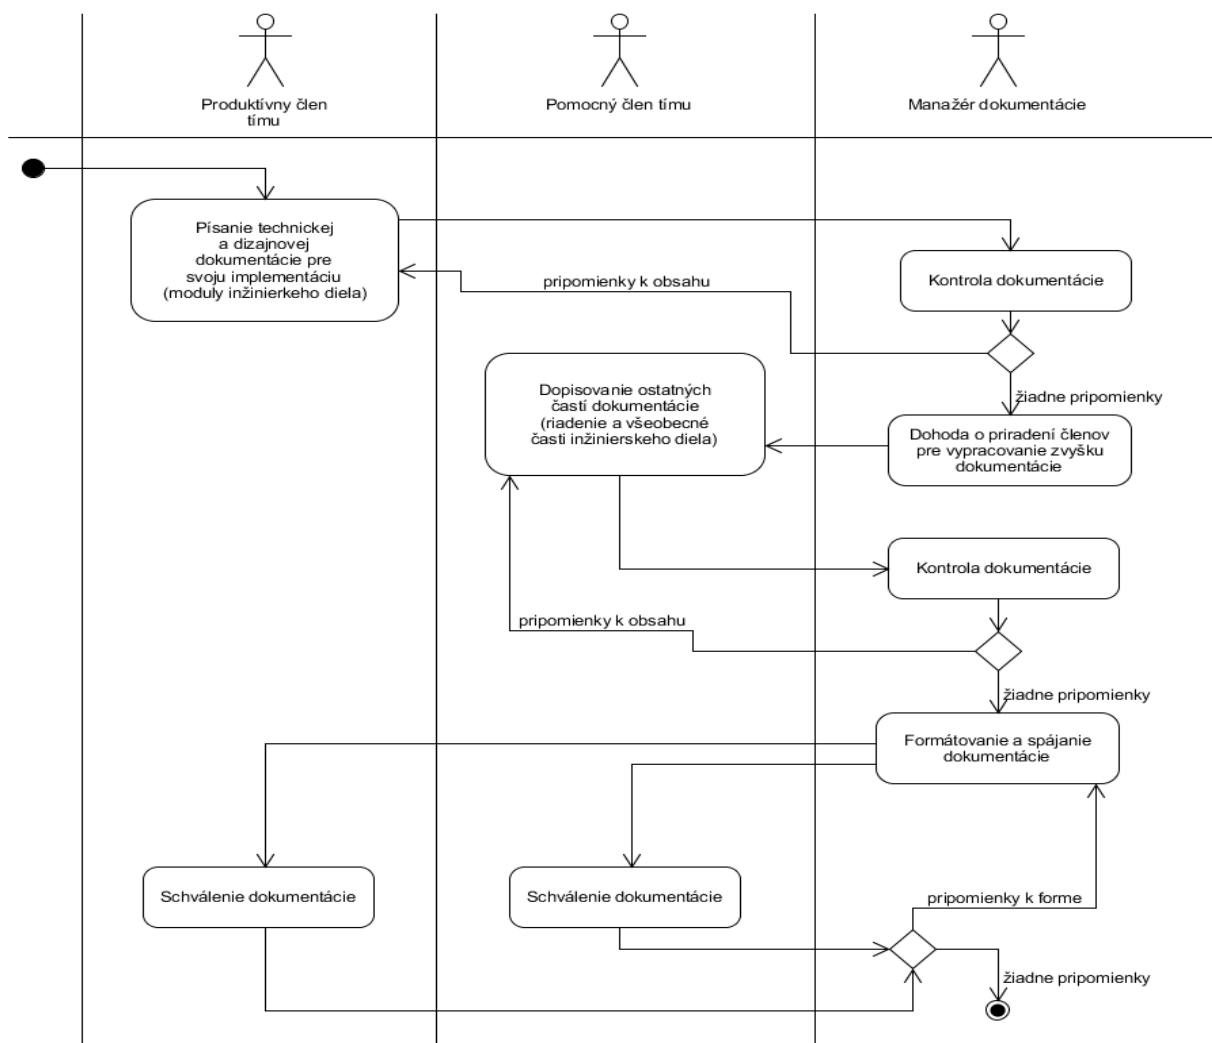 Produktívny člen
tímu
Pomocný člen tímu
Manažér dokumentácie
Písanie technickej
a dizajnovej
dokumentácie pre
svoju implementáciu
(moduly inžinierkeho diela)
pripomienky k obsahu
Kontrola dokumentácie
žiadne pripomienky
Dopisovanie ostatných
častí dokumentácie
(riadenie a všeobecné
časti inžinierskeho diela)
Dohoda o priradení členov
pre vypracovanie zvyšku
dokumentácie
Kontrola dokumentácie
pripomienky k obsahu
žiadne pripomienky
Formátovanie a spájanie
dokumentácie
Schválenie dokumentácie
Schválenie dokumentácie
pripomienky k forme
žiadne pripomienky